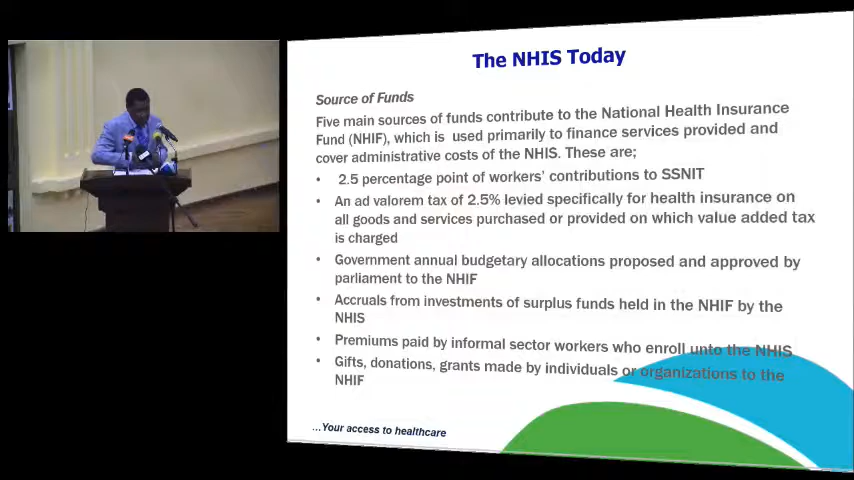 The NHIS Today
Source of Funds
Five main sources of funds contribute to the National Health Insurance
Fund (NHIF), which is used primarily to finance services provided and
cover administrative costs of the NHIS. These are;
• 2.5 percentage point of workers' contributions to SSNIT
• An ad valorem tax of 2.5% levied specifically for health insurance on
all goods and services purchased or provided on which value added tax
is charged
• Government annual budgetary allocations proposed and approved by
parliament to the NHIF
• Accruals from investments of surplus funds held in the NHIF by the
NHIS
• Premiums paid by informal sector workers who enroll unto the NHIS
• Gifts, donations, grants made by individuals or organizations to the
NHIF
...Your access to healthcare